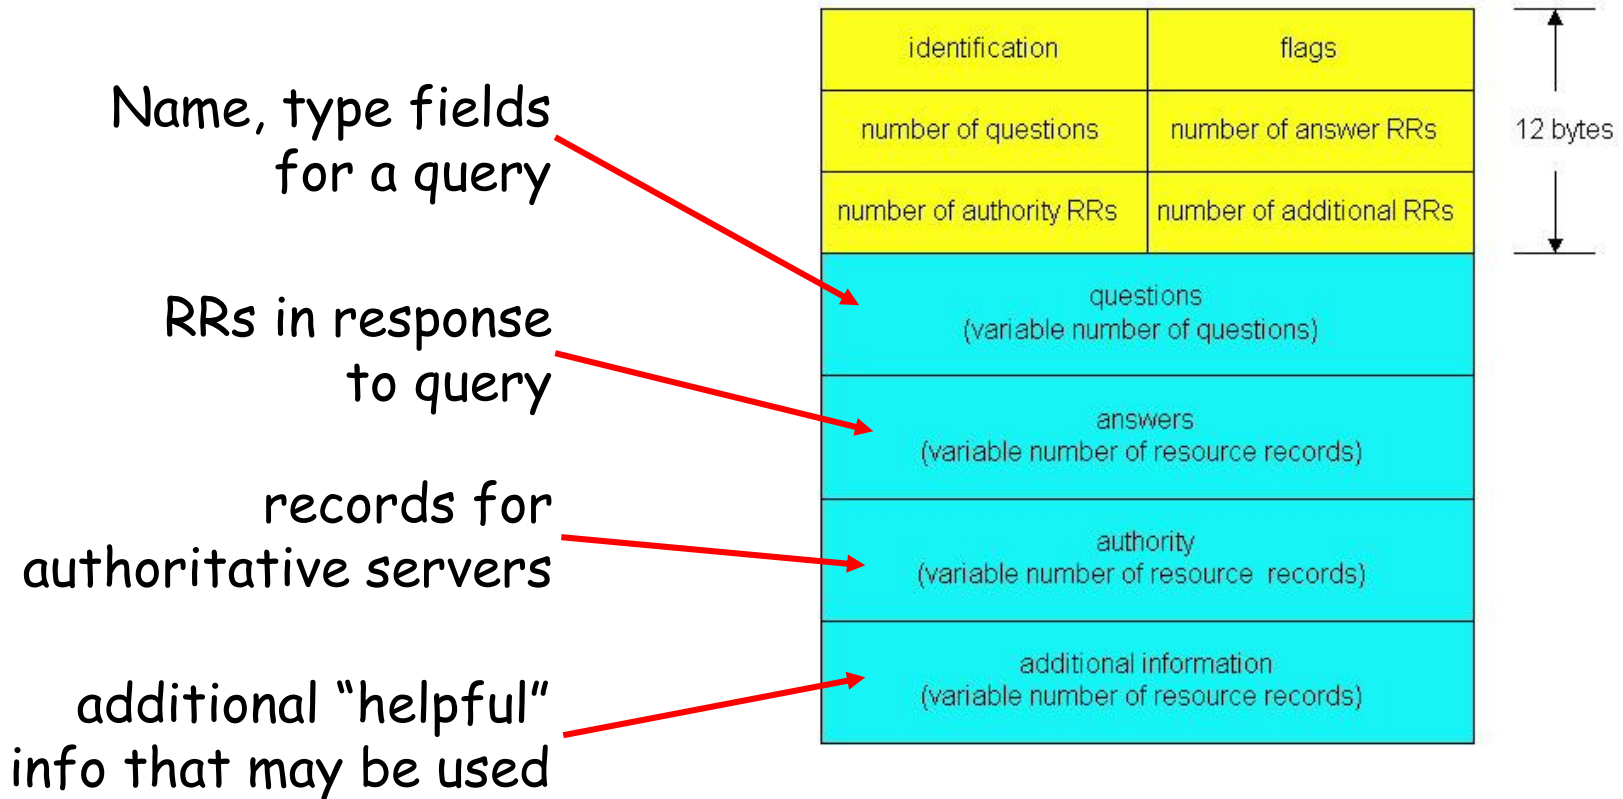 Name, type fields
for a query
RRs in response
to query
records for
authoritative servers
additional “helpful”
info that may be used
identification
flags
number of questions
number of answer RRs
number of authority RRs
number of additional RRs
12 bytes
questions
(variable number of questions)
answers
(variable number of resource records)
authority
(variable number of resource records)
additional information
(variable number of resource records)